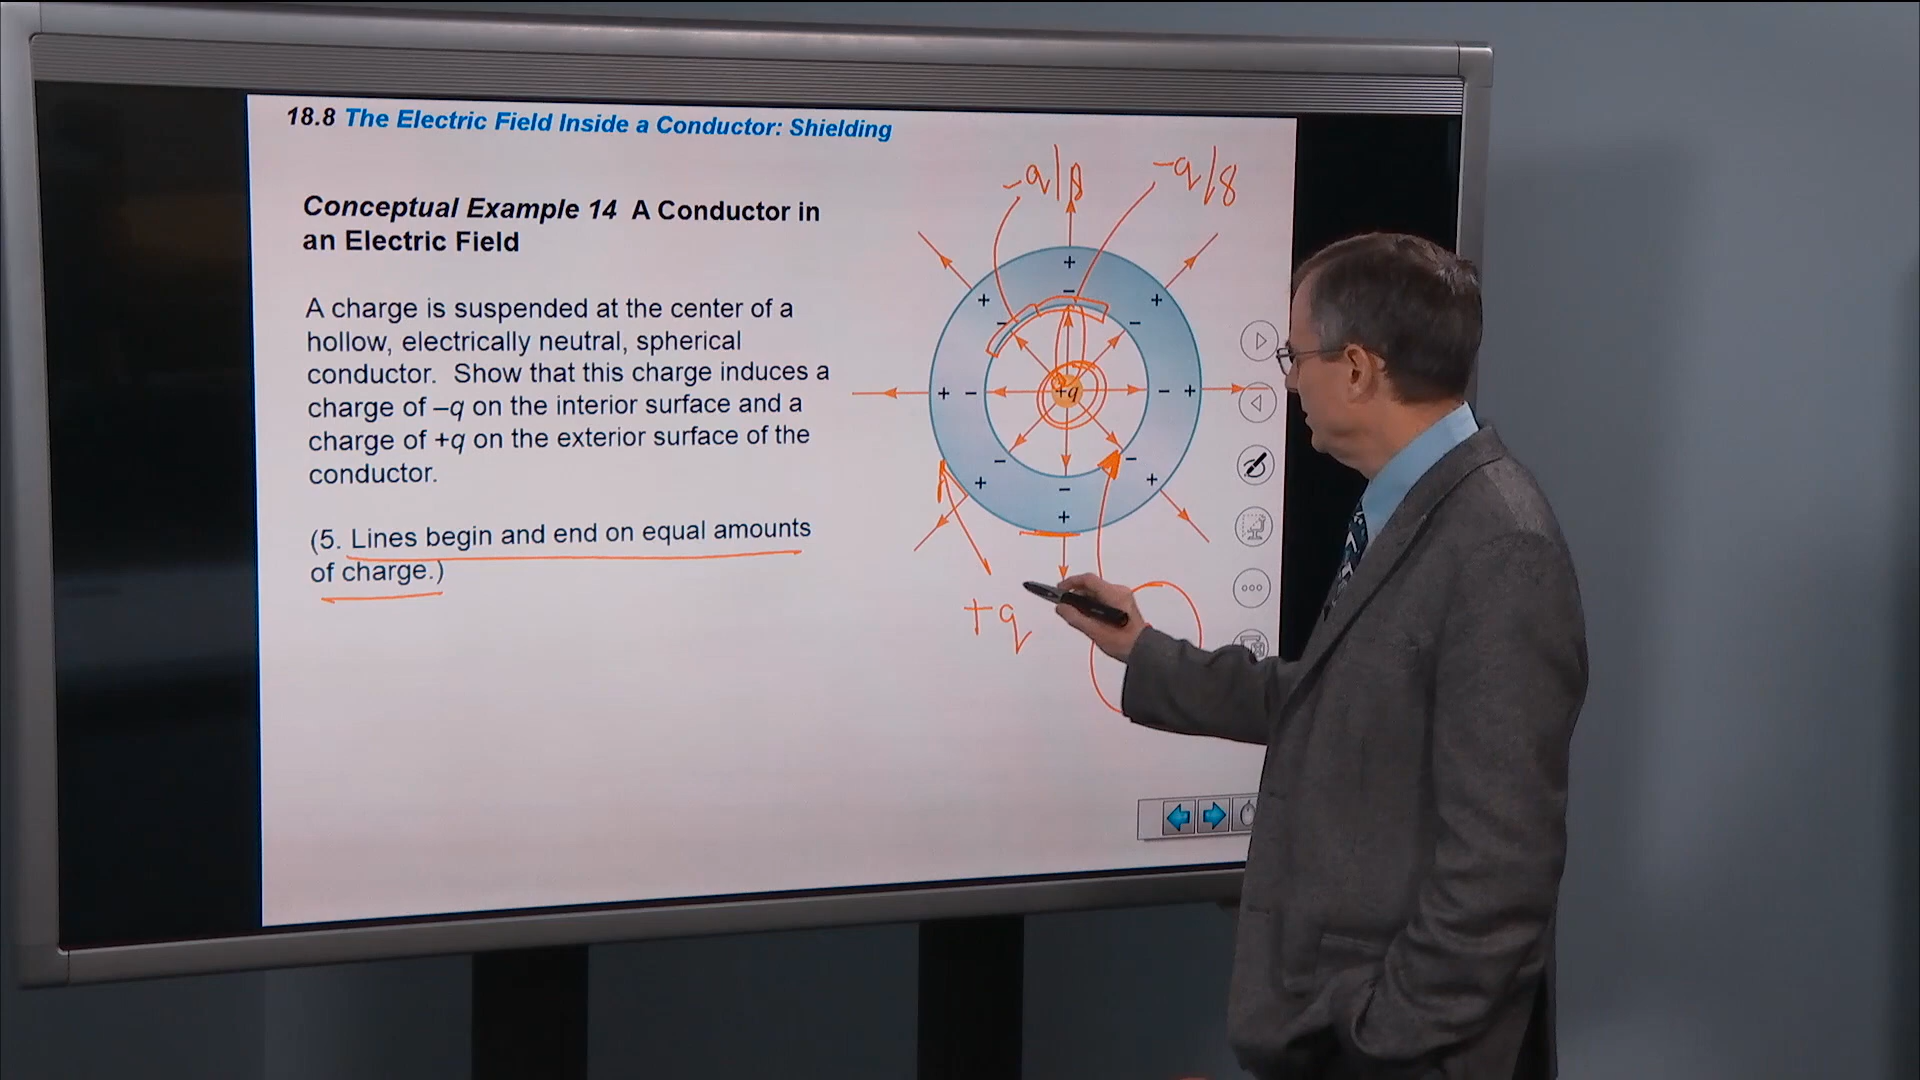 18.8 The Electric Field Inside a Conductor: Shielding
-q/8
-q/8
Conceptual Example 14 A Conductor in
an Electric Field
A charge is suspended at the center of a
hollow, electrically neutral, spherical
conductor. Show that this charge induces a
charge of –q on the interior surface and a
charge of +q on the exterior surface of the
conductor.
(5. Lines begin and end on equal amounts
of charge.)
+
+ - - +
- -
+ - +q - +
- -
+ - +
+
+q